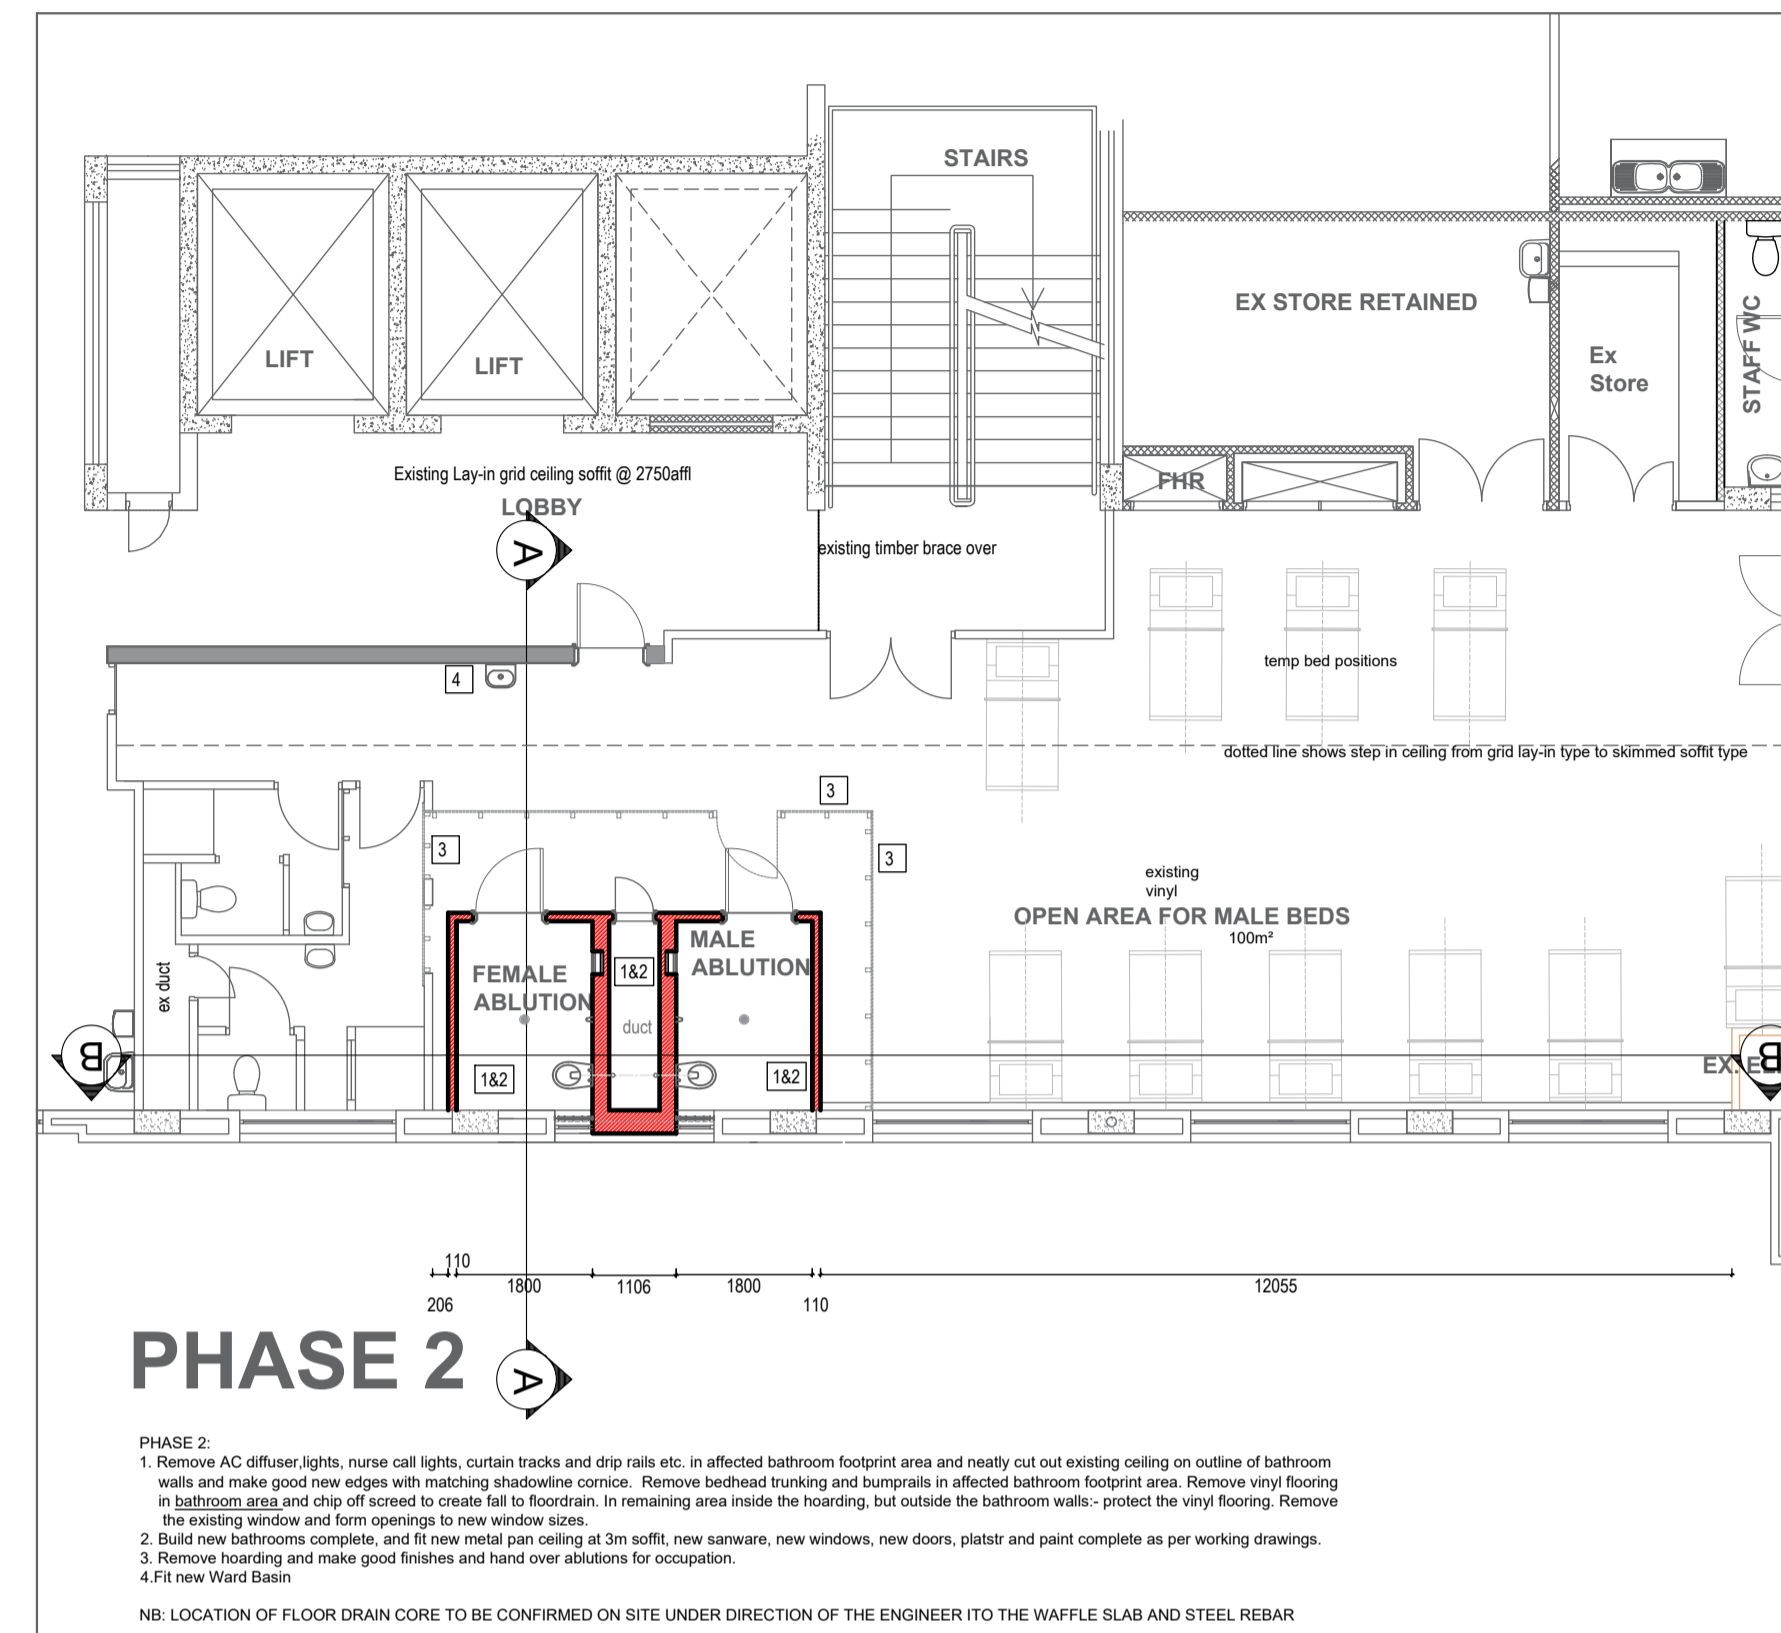 STAIRS
EX STORE RETAINED
LIFT
LIFT
Ex
Store
STAFF WC
Existing Lay-in grid ceiling soffit @ 2750affl
LOBBY
FHR
A
existing timber brace over
temp bed positions
4
dotted line shows step in ceiling from grid lay-in type to skimmed soffit type
3
3
3
existing
vinyl
OPEN AREA FOR MALE BEDS
100m²
MALE
ABLUTION
FEMALE
ABLUTION
1&2
ex duct
duct
B
B
EX.
1&2
1&2
110
1800
1106
1800
12055
206
110
PHASE 2
A
PHASE 2:
1. Remove AC diffuser,lights, nurse call lights, curtain tracks and drip rails etc. in affected bathroom footprint area and neatly cut out existing ceiling on outline of bathroom
walls and make good new edges with matching shadowline cornice. Remove bedhead trunking and bumprails in affected bathroom footprint area. Remove vinyl flooring
in bathroom area and chip off screed to create fall to floordrain. In remaining area inside the hoarding, but outside the bathroom walls:- protect the vinyl flooring. Remove
the existing window and form openings to new window sizes.
2. Build new bathrooms complete, and fit new metal pan ceiling at 3m soffit, new sanware, new windows, new doors, platstr and paint complete as per working drawings.
3. Remove hoarding and make good finishes and hand over ablutions for occupation.
4.Fit new Ward Basin
NB: LOCATION OF FLOOR DRAIN CORE TO BE CONFIRMED ON SITE UNDER DIRECTION OF THE ENGINEER ITO THE WAFFLE SLAB AND STEEL REBAR